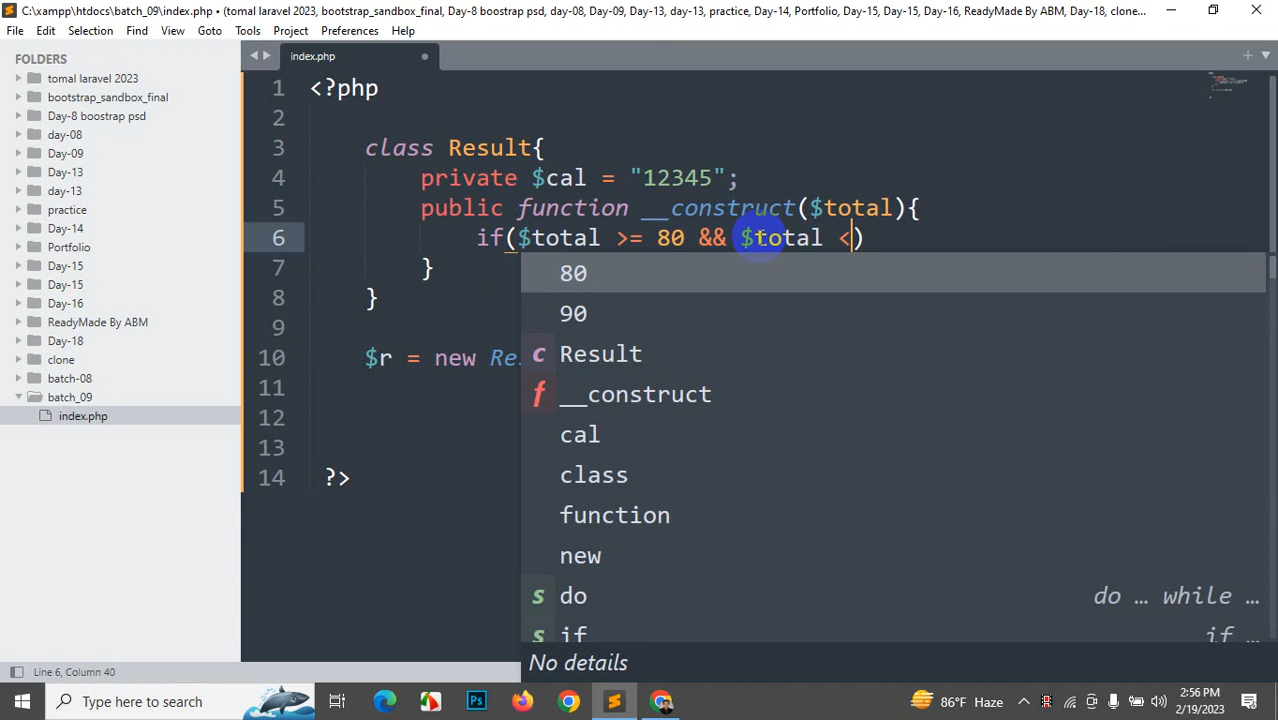 C:\xampp\htdocs\batch_09\index.php • (tomal laravel 2023, bootstrap_sandbox_final, Day-8 boostrap psd, day-08, Day-09, Day-13, day-13, practice, Day-14, Portfolio, Day-15, Day-15, Day-16, ReadyMade By ABM, Day-18, clone...
File Edit Selection Find View Goto Tools Project Preferences Help
FOLDERS
tomal laravel 2023
bootstrap_sandbox_final
Day-8 boostrap psd
day-08
Day-09
Day-13
day-13
practice
Day-14
Portfolio
Day-15
Day-15
Day-16
ReadyMade By ABM
Day-18
clone
batch-08
batch_09
index.php
index.php
1 <?php
2
3 class Result{
4 private $cal = "12345";
5 public function __construct($total){
6 if($total >= 80 && $total <)
7 }
8 }
9
10 $r = new Res
11
12
13
14 ?>
80
90
c Result
f __construct
cal
class
function
new
s do do … while …
s if if …
No details
Line 6, Column 40
Type here to search
Ps
86°F Haze
2:56 PM
2/19/2023